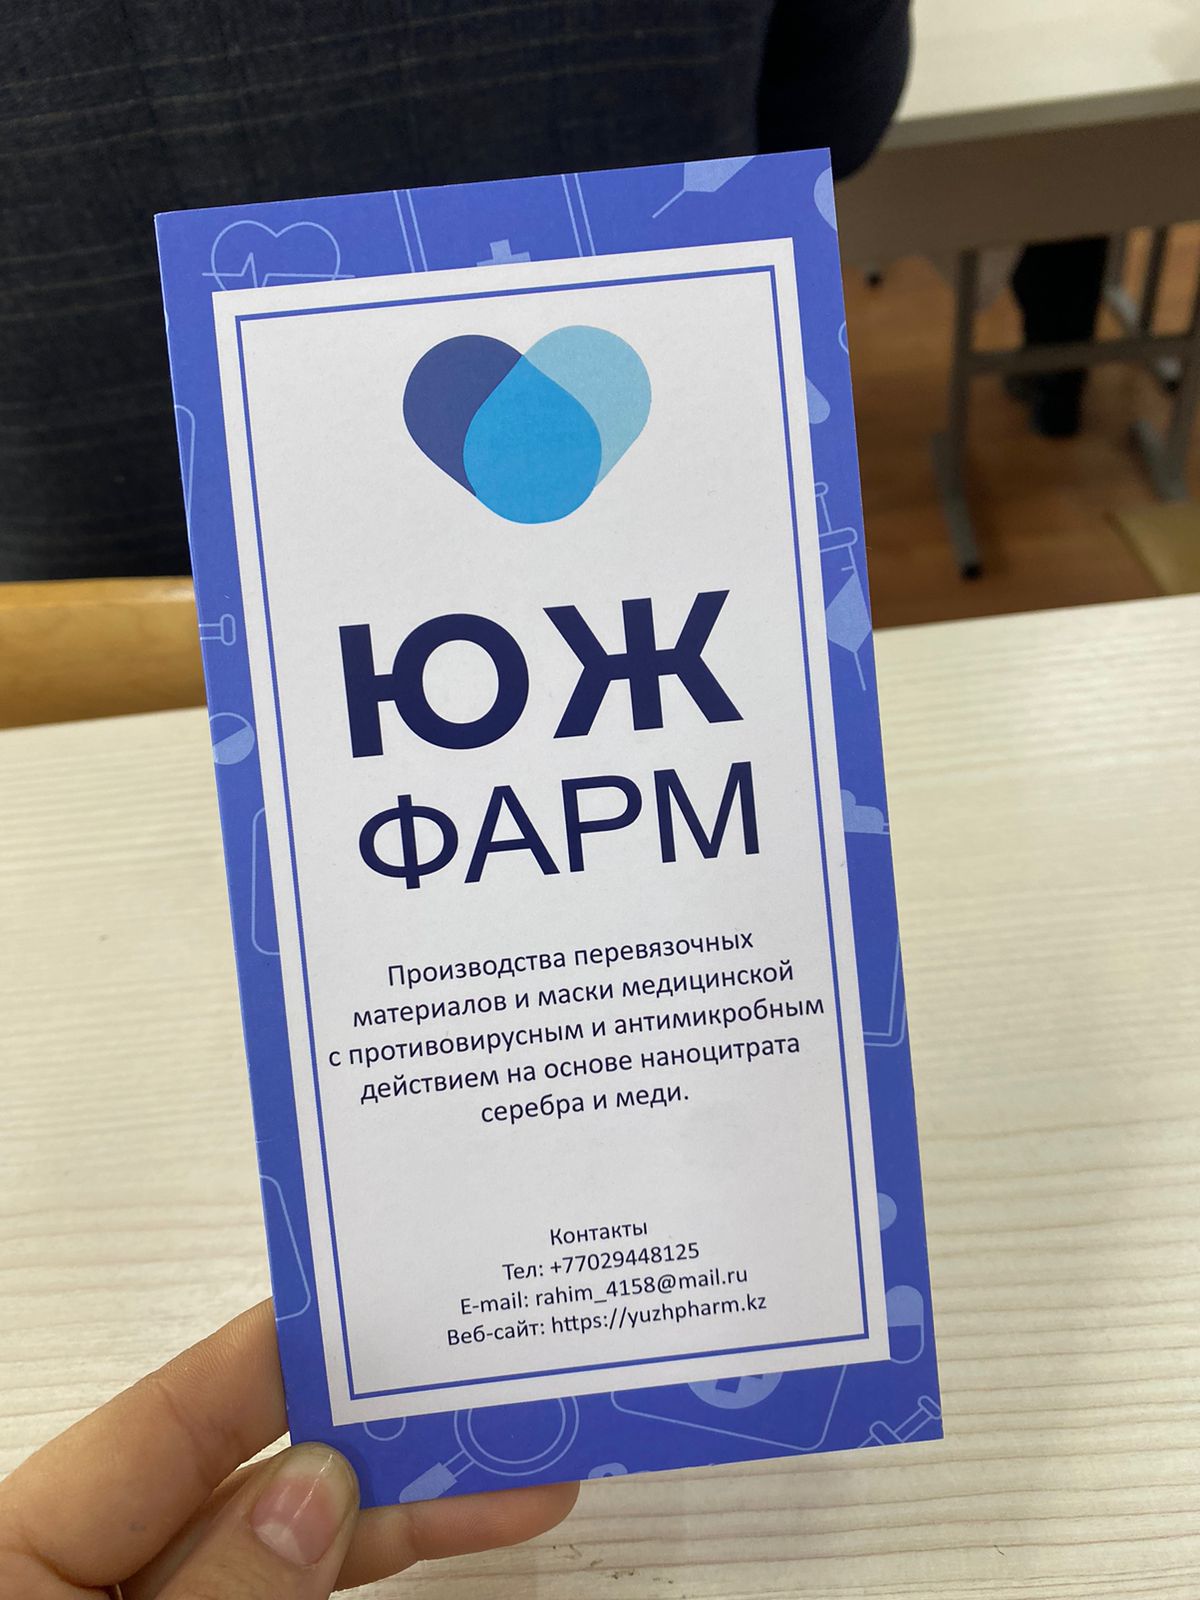 ЮЖ
ФАРМ
Производства перевязочных
материалов и маски медицинской
с противовирусным и антимикробным
действием на основе наноцитрата
серебра и меди.
Контакты
Тел: +77029448125
E-mail: rahim_4158@mail.ru
Веб-сайт: https://yuzhpharm.kz